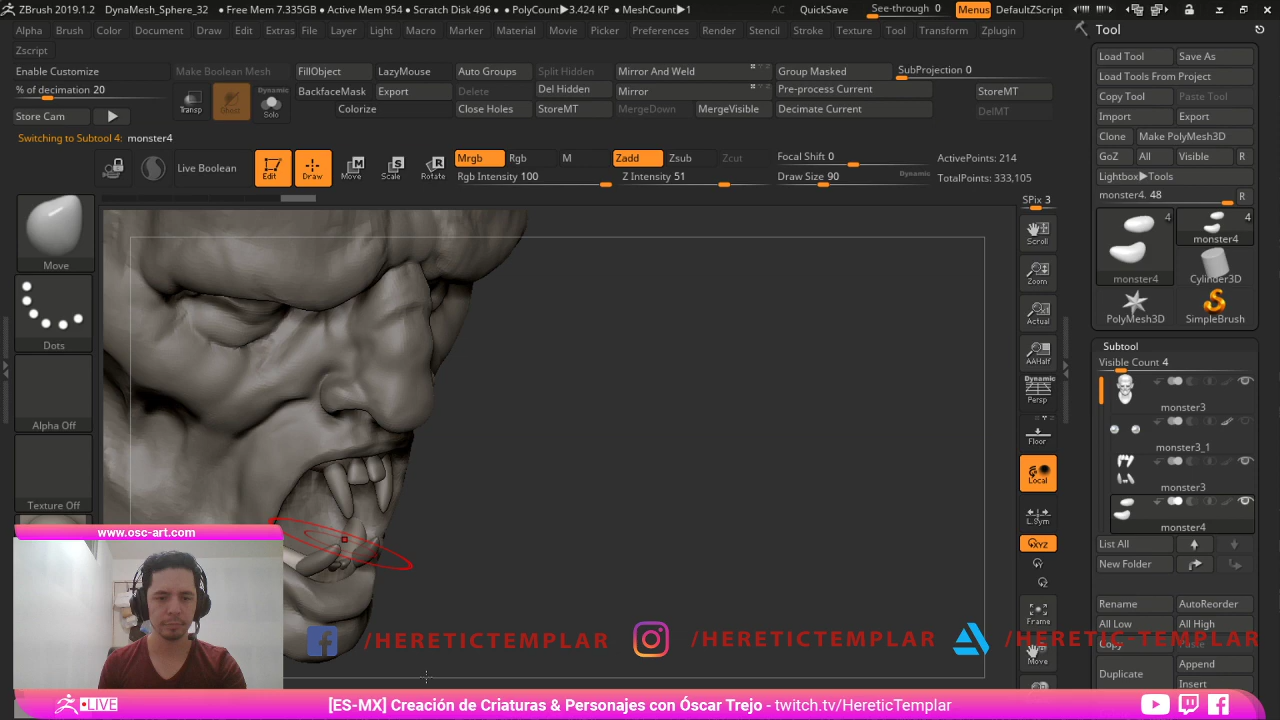 ZBrush 2019.1.2 DynaMesh_Sphere_32 • Free Mem 7.335GB • Active Mem 954 • Scratch Disk 496 • PolyCount▶3.424 KP • MeshCount▶1 AC QuickSave See-through 0 Menus DefaultZScript
Alpha Brush Color Document Draw Edit Extras File Layer Light Macro Marker Material Movie Picker Preferences Render Stencil Stroke Texture Tool Transform Zplugin
Zscript
Enable Customize Make Boolean Mesh FillObject LazyMouse Auto Groups Split Hidden Mirror And Weld Group Masked SubProjection 0
% of decimation 20 Transp Dynamic Solo BackfaceMask Export Delete Del Hidden Mirror Pre-process Current StoreMT
Store Cam Colorize Close Holes StoreMT MergeDown MergeVisible Decimate Current DelMT
Switching to Subtool 4: monster4
Live Boolean Edit Draw Move Scale Rotate Mrgb Rgb M Zadd Zsub Zcut Focal Shift 0 ActivePoints: 214
Rgb Intensity 100 Z Intensity 51 Draw Size 90 Dynamic TotalPoints: 333,105
Move
Dots
Alpha Off
Texture Off
SPix 3
Scroll
Zoom
Actual
AAHalf
Dynamic
Persp
Floor
Local
L.Sym
XYZ
Frame
Move
Tool
Load Tool Save As
Load Tools From Project
Copy Tool Paste Tool
Import Export
Clone Make PolyMesh3D
GoZ All Visible R
Lightbox▶Tools
monster4. 48 R
4 4
monster4
monster4 Cylinder3D
PolyMesh3D SimpleBrush
Subtool
Visible Count 4
monster3
monster3_1
monster3
monster4
List All
New Folder
Rename AutoReorder
All Low All High
Copy Paste
Duplicate Append
Insert
www.osc-art.com
/HERETICTEMPLAR /HERETICTEMPLAR /HERETIC-TEMPLAR
•LIVE [ES-MX] Creación de Criaturas & Personajes con Óscar Trejo - twitch.tv/HereticTemplar